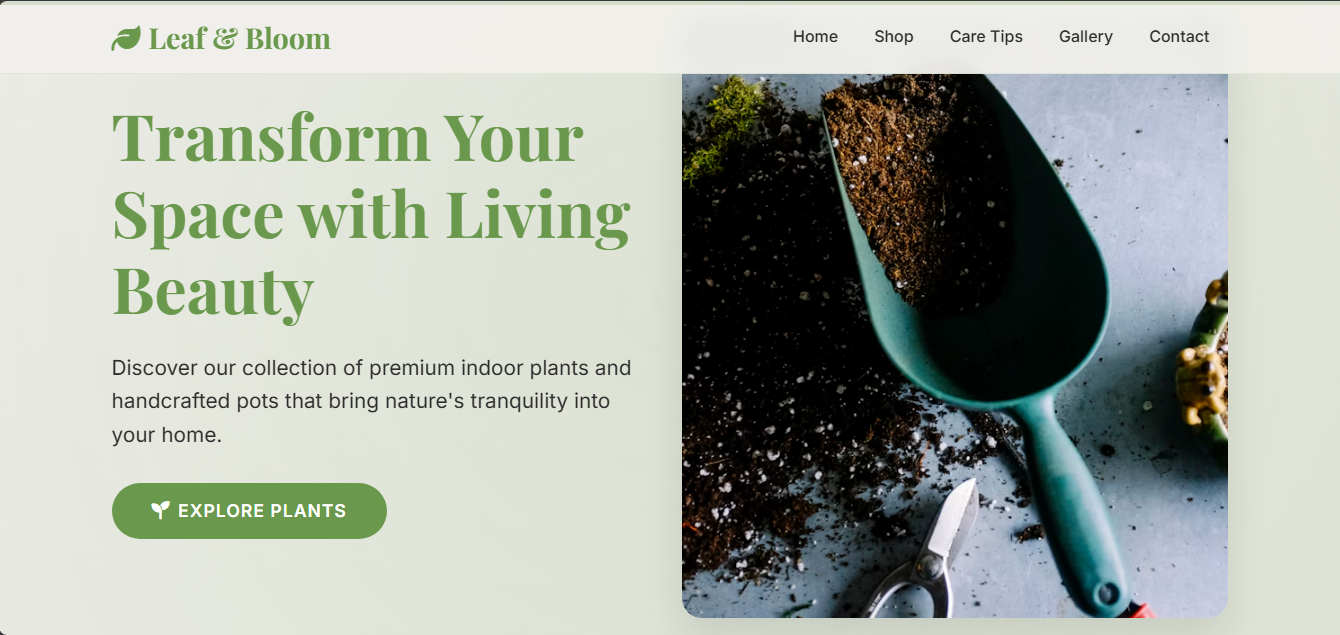 Leaf & Bloom
Home Shop Care Tips Gallery Contact
Transform Your
Space with Living
Beauty
Discover our collection of premium indoor plants and
handcrafted pots that bring nature's tranquility into
your home.
EXPLORE PLANTS